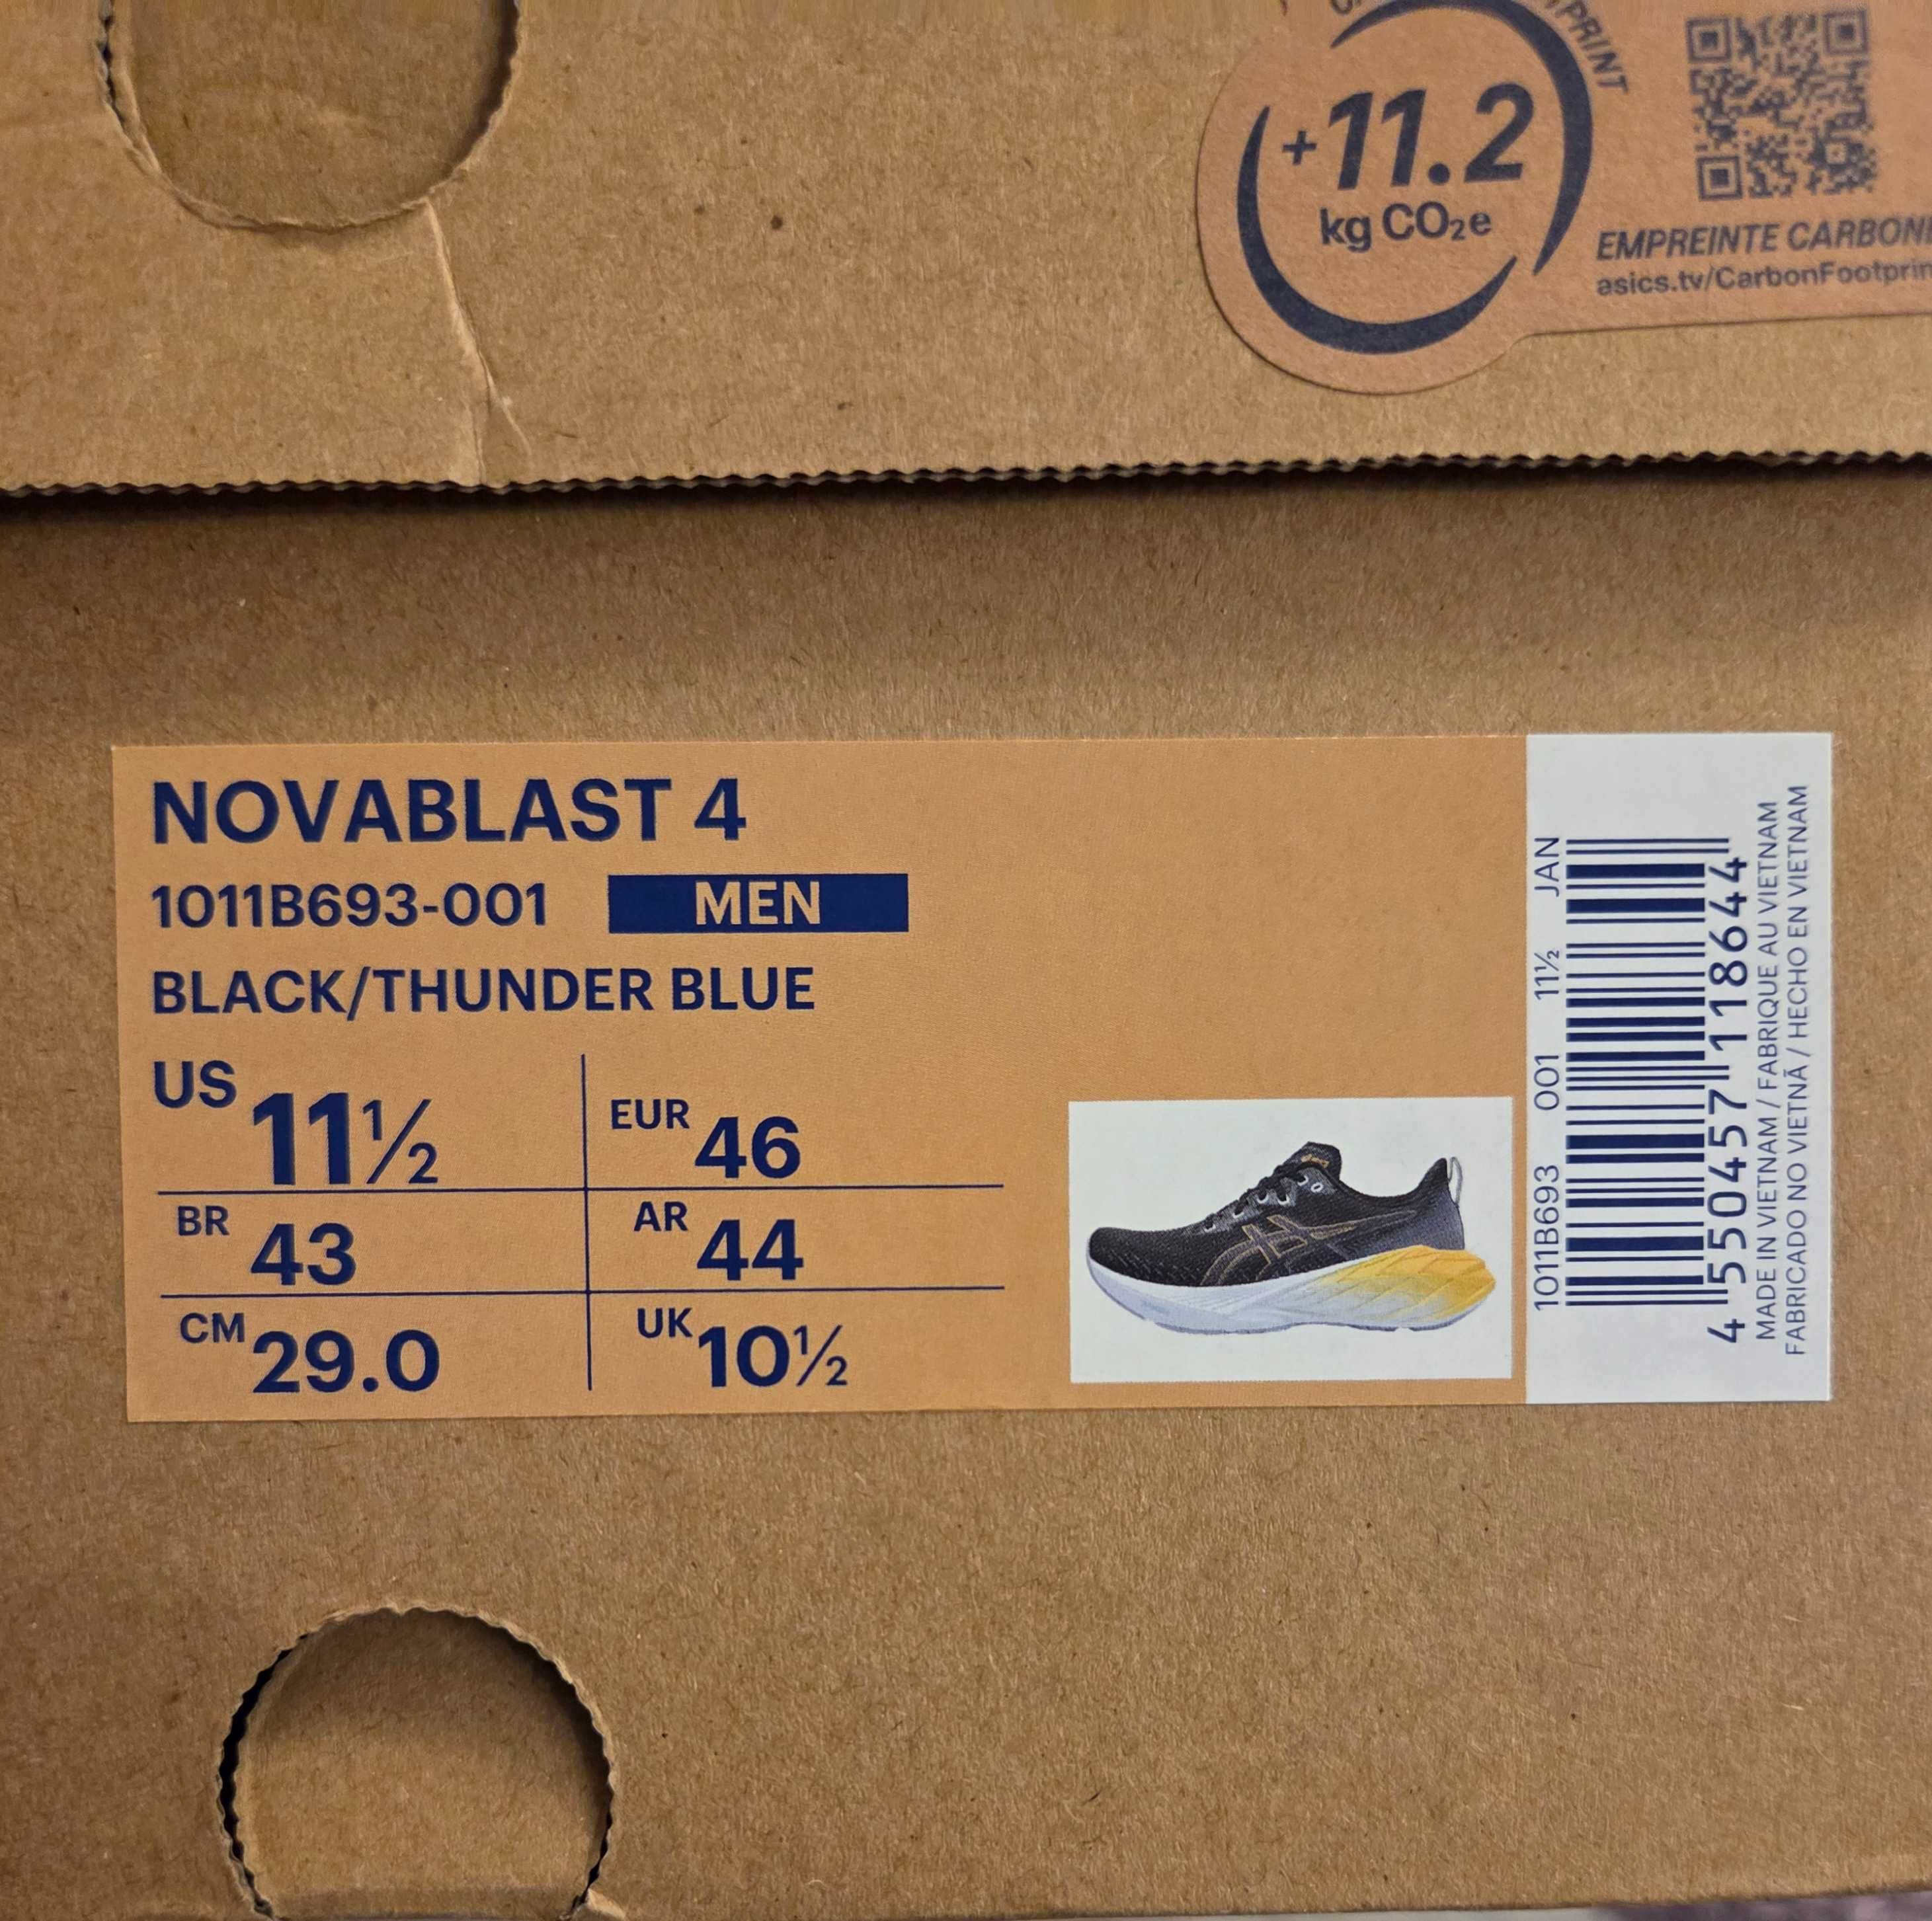 +11.2
kg CO₂e
EMPREINTE CARBONE
asics.tv/CarbonFootprin
NOVABLAST 4
1011B693-001 MEN
BLACK/THUNDER BLUE
US 11½ EUR 46
BR 43 AR 44
CM 29.0 UK 10½
1011B693 001 11½ JAN
4 550457 118644
MADE IN VIETNAM / FABRIQUE AU VIETNAM
FABRICADO NO VIETNÃ / HECHO EN VIETNAM